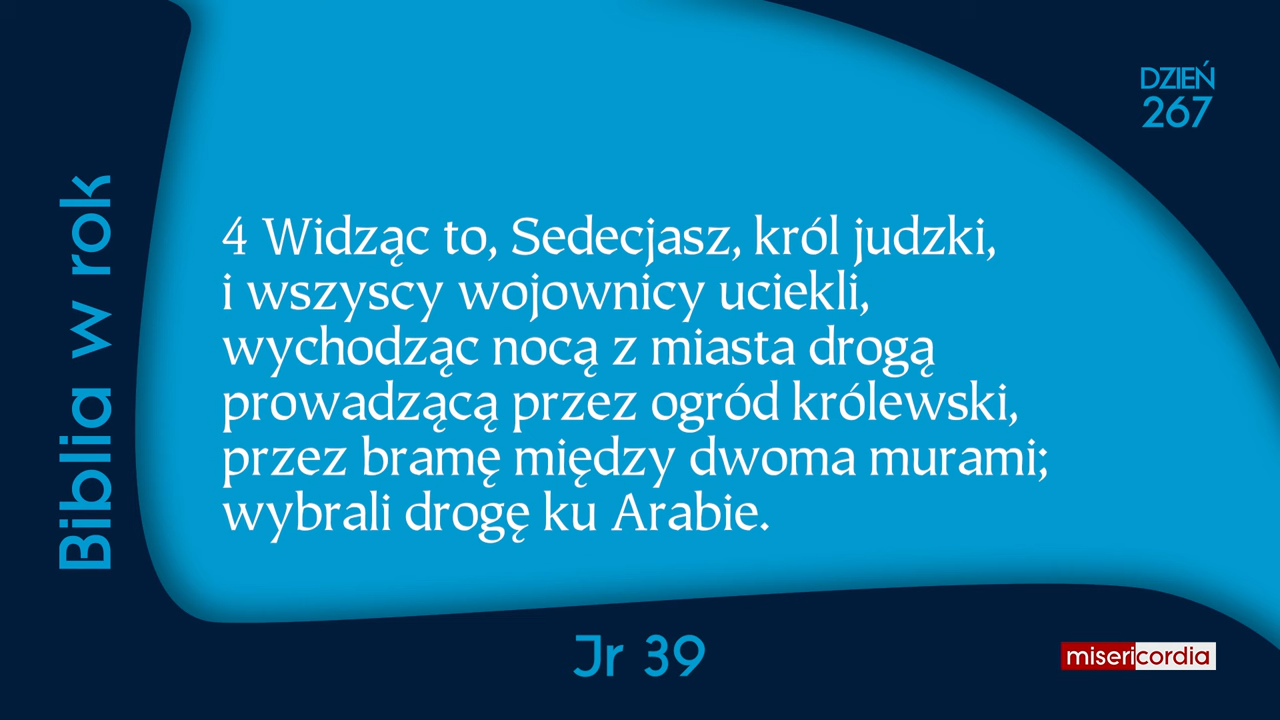 DZIEŃ
267
Biblia w rok
4 Widząc to, Sedecjasz, król judzki,
i wszyscy wojownicy uciekli,
wychodząc nocą z miasta drogą
prowadzącą przez ogród królewski,
przez bramę między dwoma murami;
wybrali drogę ku Arabie.
Jr 39
misericordia